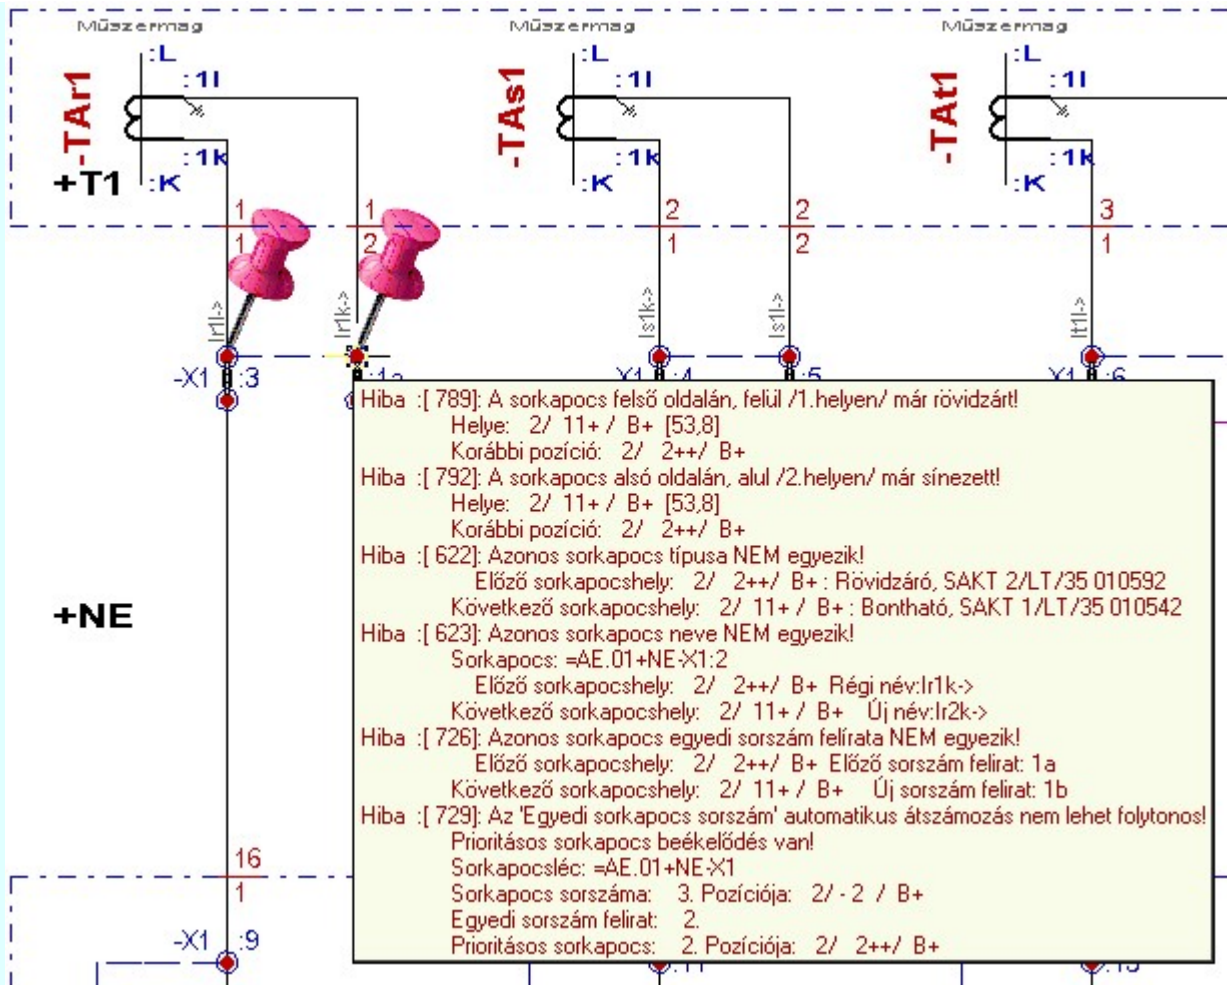 Műszermag Műszermag Műszermag
:L :L :L
:1l :1l :1l
-TAr1 -TAs1 -TAt1
:1k :1k :1k
+T1 :K :K :K
1 1 2 2 3
1 2 1 2 1
Ir1l-> Ir1k-> Is1k-> Is1l-> It1l->
-X1 :3 :1a X1 :4 :5 X1 :6
Hiba :[ 789]: A sorkapocs felső oldalán, felül /1.helyen/ már rövidzárt!
Helye: 2/ 11+ / B+ [53,8]
Korábbi pozíció: 2/ 2++/ B+
Hiba :[ 792]: A sorkapocs alsó oldalán, alul /2.helyen/ már sínezett!
Helye: 2/ 11+ / B+ [53,8]
Korábbi pozíció: 2/ 2++/ B+
Hiba :[ 622]: Azonos sorkapocs típusa NEM egyezik!
Előző sorkapocshely: 2/ 2++/ B+ : Rövidzáró, SAKT 2/LT/35 010592
Következő sorkapocshely: 2/ 11+ / B+ : Bontható, SAKT 1/LT/35 010542
Hiba :[ 623]: Azonos sorkapocs neve NEM egyezik!
Sorkapocs: =AE.01+NE-X1:2
Előző sorkapocshely: 2/ 2++/ B+ Régi név:Ir1k->
Következő sorkapocshely: 2/ 11+ / B+ Új név:Ir2k->
Hiba :[ 726]: Azonos sorkapocs egyedi sorszám felírata NEM egyezik!
Előző sorkapocshely: 2/ 2++/ B+ Előző sorszám felirat: 1a
Következő sorkapocshely: 2/ 11+ / B+ Új sorszám felirat: 1b
Hiba :[ 729]: Az 'Egyedi sorkapocs sorszám' automatikus átszámozás nem lehet folytonos!
Prioritásos sorkapocs beékelődés van!
Sorkapocsléc: =AE.01+NE-X1
Sorkapocs sorszáma: 3. Pozíciója: 2/ - 2 / B+
Egyedi sorszám felirat: 2.
Prioritásos sorkapocs: 2. Pozíciója: 2/ 2++/ B+
+NE
16
1
-X1 :9